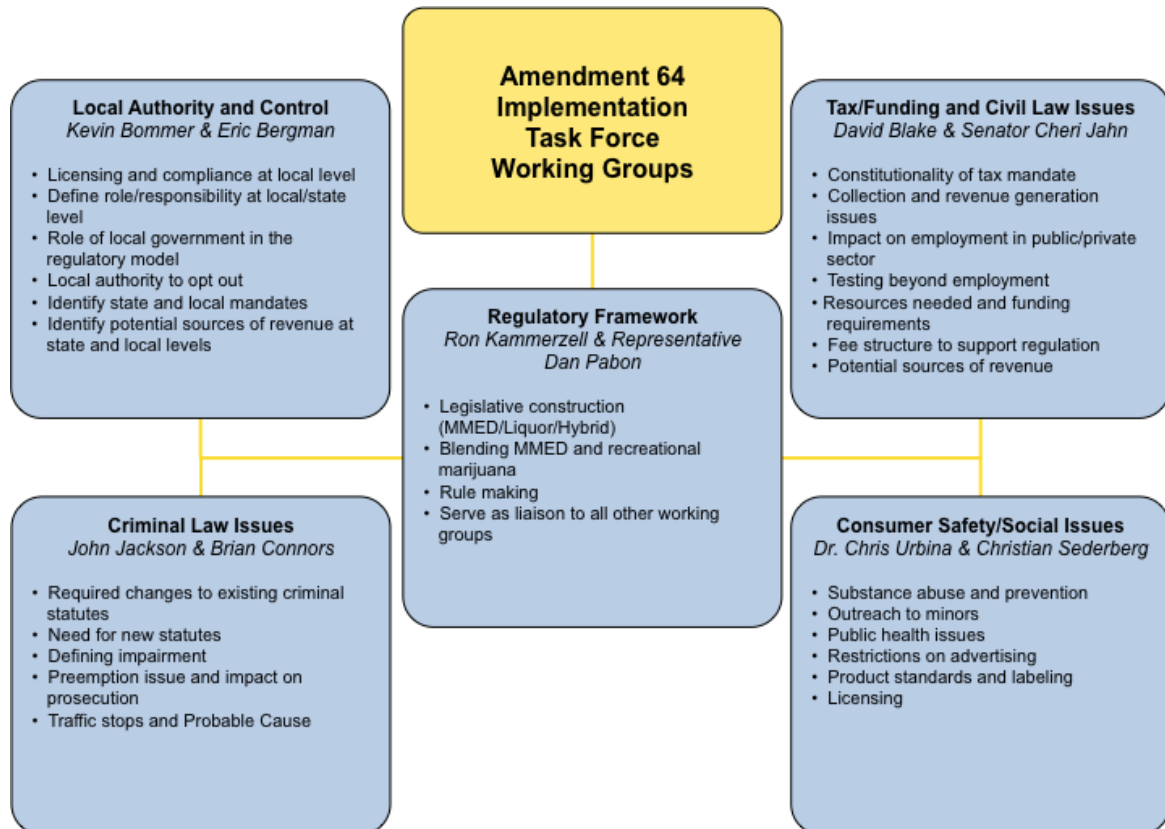 Amendment 64
Implementation
Task Force
Working Groups
Local Authority and Control
Kevin Bommer & Eric Bergman
• Licensing and compliance at local level
• Define role/responsibility at local/state
level
• Role of local government in the
regulatory model
• Local authority to opt out
• Identify state and local mandates
• Identify potential sources of revenue at
state and local levels
Tax/Funding and Civil Law Issues
David Blake & Senator Cheri Jahn
• Constitutionality of tax mandate
• Collection and revenue generation
issues
• Impact on employment in public/private
sector
• Testing beyond employment
• Resources needed and funding
requirements
• Fee structure to support regulation
• Potential sources of revenue
Regulatory Framework
Ron Kammerzell & Representative
Dan Pabon
• Legislative construction
(MMED/Liquor/Hybrid)
• Blending MMED and recreational
marijuana
• Rule making
• Serve as liaison to all other working
groups
Criminal Law Issues
John Jackson & Brian Connors
• Required changes to existing criminal
statutes
• Need for new statutes
• Defining impairment
• Preemption issue and impact on
prosecution
• Traffic stops and Probable Cause
Consumer Safety/Social Issues
Dr. Chris Urbina & Christian Sederberg
• Substance abuse and prevention
• Outreach to minors
• Public health issues
• Restrictions on advertising
• Product standards and labeling
• Licensing